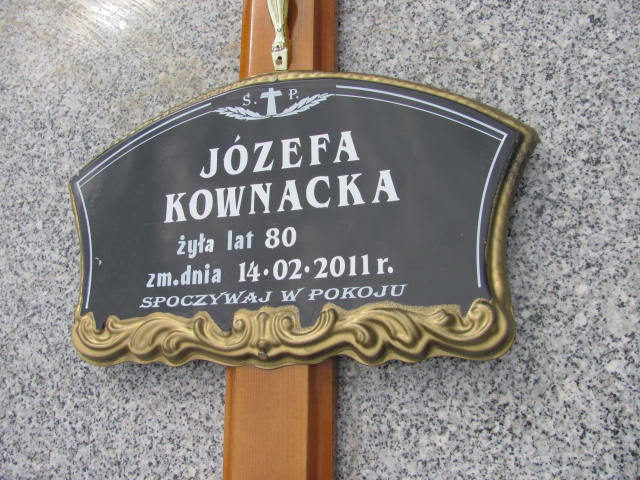 Ś. P.
JÓZEFA
KOWNACKA
żyła lat 80
zm.dnia 14·02·2011 r.
SPOCZYWAJ W POKOJU